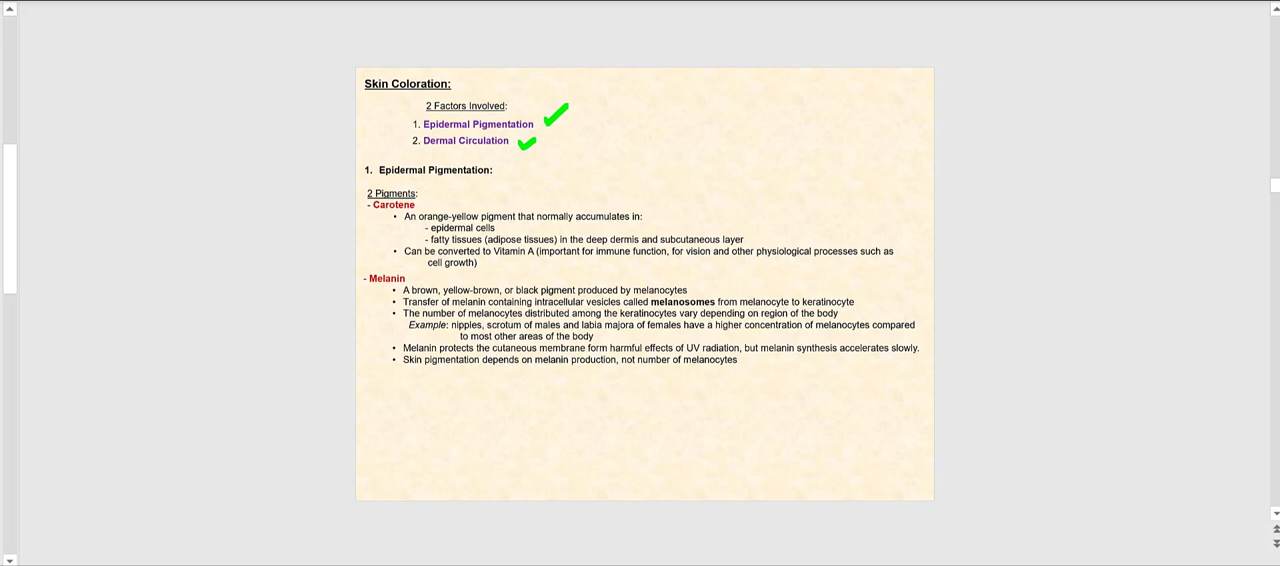 Skin Coloration:
2 Factors Involved:
1. Epidermal Pigmentation
2. Dermal Circulation
1. Epidermal Pigmentation:
2 Pigments:
- Carotene
• An orange-yellow pigment that normally accumulates in:
- epidermal cells
- fatty tissues (adipose tissues) in the deep dermis and subcutaneous layer
• Can be converted to Vitamin A (important for immune function, for vision and other physiological processes such as
cell growth)
- Melanin
• A brown, yellow-brown, or black pigment produced by melanocytes
• Transfer of melanin containing intracellular vesicles called melanosomes from melanocyte to keratinocyte
• The number of melanocytes distributed among the keratinocytes vary depending on region of the body
Example: nipples, scrotum of males and labia majora of females have a higher concentration of melanocytes compared
to most other areas of the body
• Melanin protects the cutaneous membrane form harmful effects of UV radiation, but melanin synthesis accelerates slowly.
• Skin pigmentation depends on melanin production, not number of melanocytes